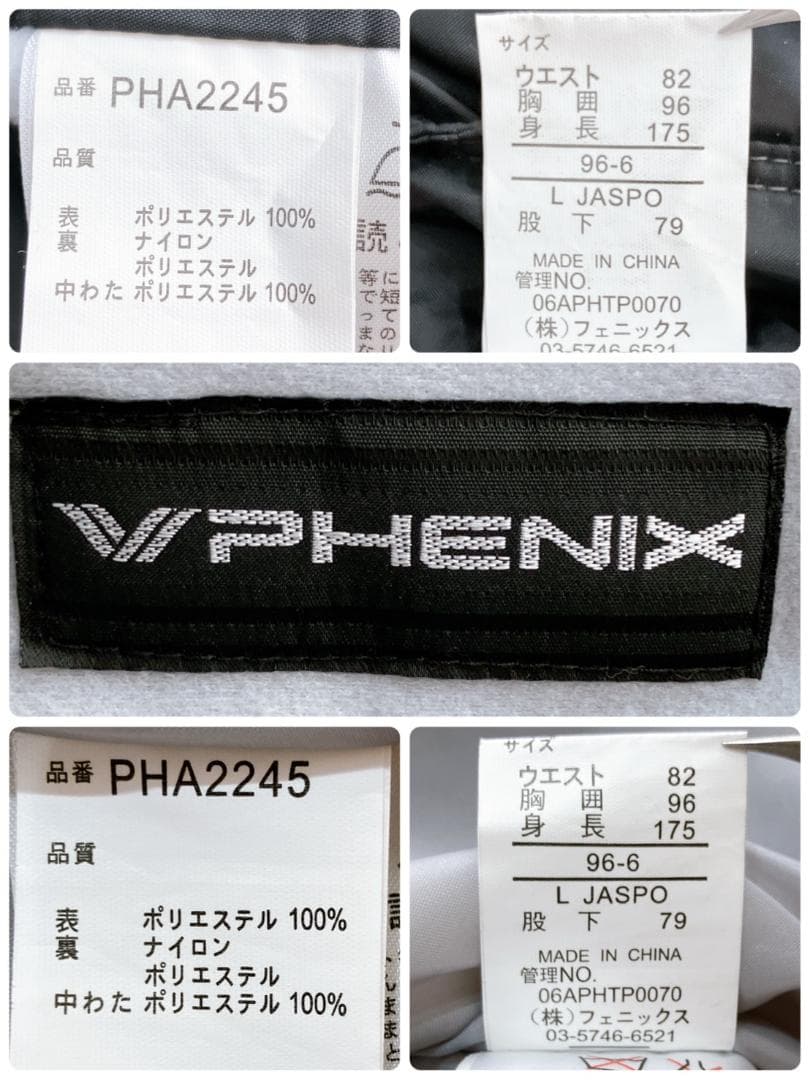 品番 PHA2245
品質
表 ポリエステル 100%
裏 ナイロン
ポリエステル
中わた ポリエステル 100%
サイズ
ウエスト 82
胸囲 96
身長 175
96-6
L JASPO
股下 79
MADE IN CHINA
管理NO.
06APHTP0070
(株)フェニックス
03-5746-6521
PHENIX
品番 PHA2245
品質
表 ポリエステル 100%
裏 ナイロン
ポリエステル
中わた ポリエステル 100%
サイズ
ウエスト 82
胸囲 96
身長 175
96-6
L JASPO
股下 79
MADE IN CHINA
管理NO.
06APHTP0070
(株)フェニックス
03-5746-6521